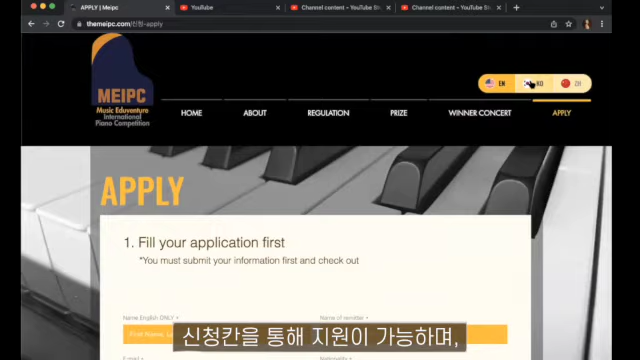 APPLY | Meipc
YouTube
Channel content - YouTube
Channel content - YouTube
themeipc.com/신청-apply
MEIPC
Music Eduventure
International
Piano Competition
EN
KO
ZH
HOME
ABOUT
REGULATION
PRIZE
WINNER CONCERT
APPLY
APPLY
1. Fill your application first
*You must submit your information first and check out
Name English ONLY *
Name of remitter *
First Name,
E-mail *
Nationality *
신청칸을 통해 지원이 가능하며,